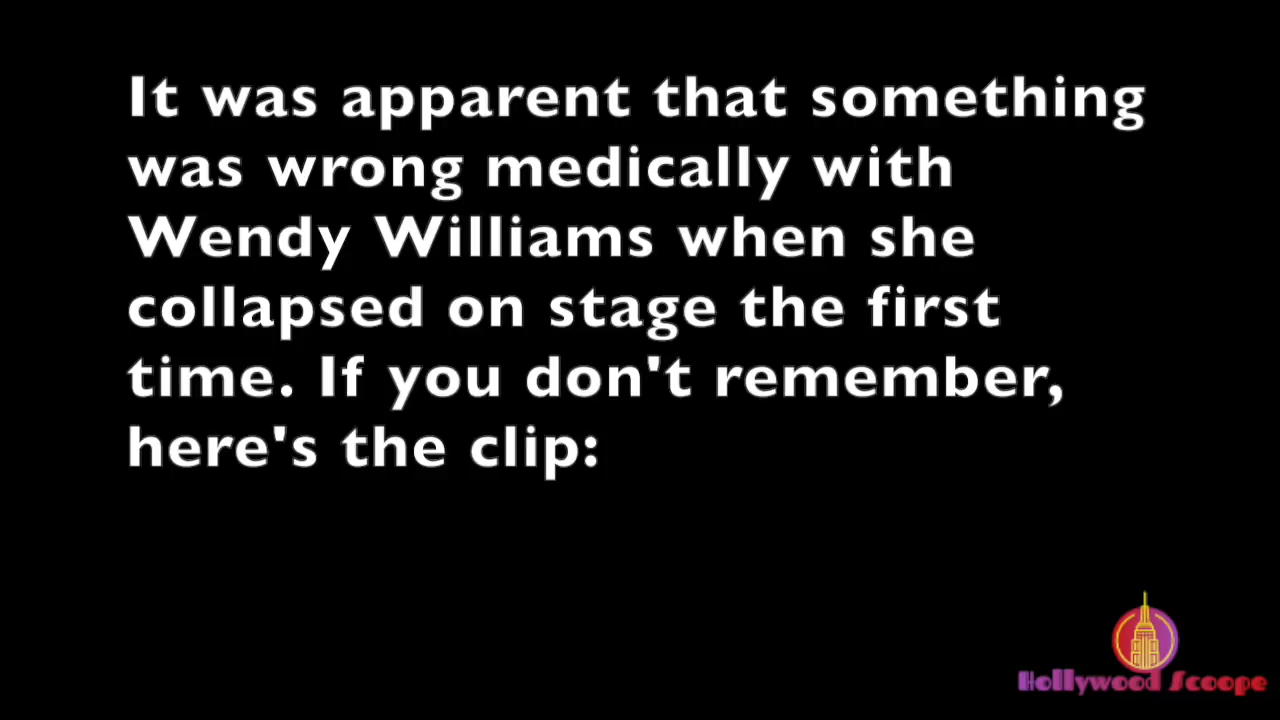 It was apparent that something
was wrong medically with
Wendy Williams when she
collapsed on stage the first
time. If you don't remember,
here's the clip:
Hollywood Scoope